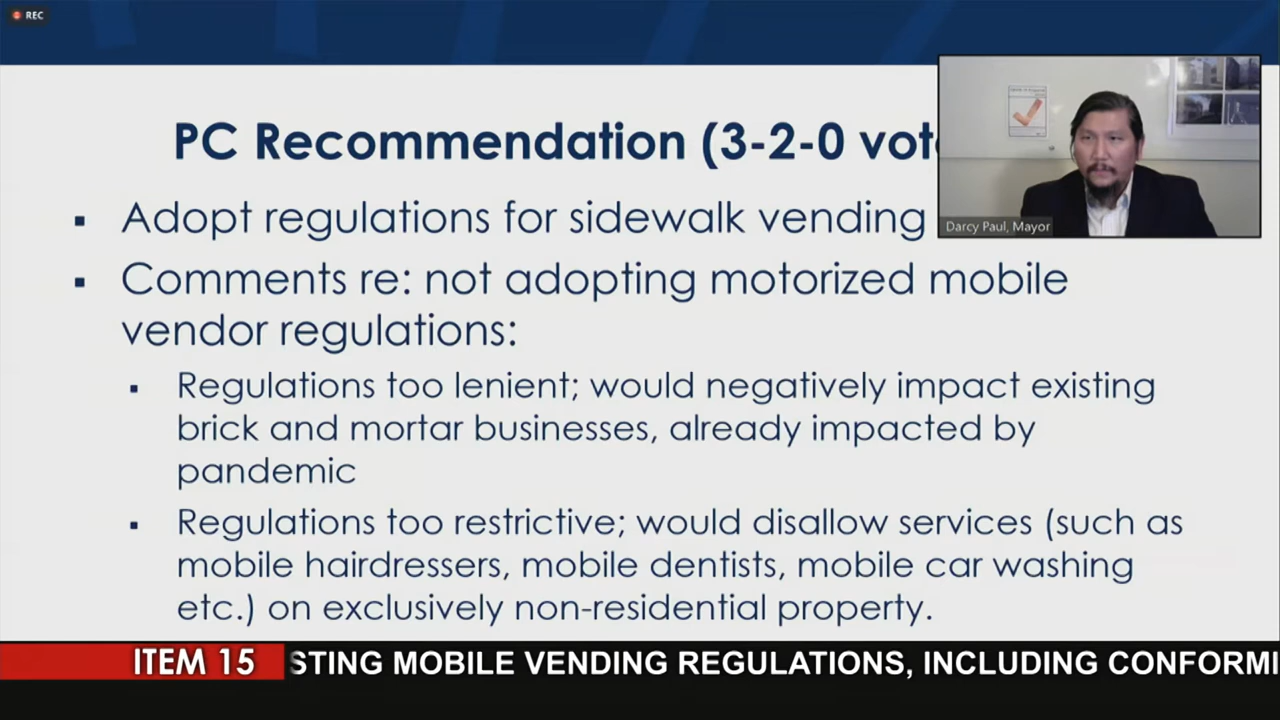 REC
PC Recommendation (3-2-0 vot
Adopt regulations for sidewalk vending
Darcy Paul, Mayor
Comments re: not adopting motorized mobile
vendor regulations:
Regulations too lenient; would negatively impact existing
brick and mortar businesses, already impacted by
pandemic
Regulations too restrictive; would disallow services (such as
mobile hairdressers, mobile dentists, mobile car washing
etc.) on exclusively non-residential property.
ITEM 15 STING MOBILE VENDING REGULATIONS, INCLUDING CONFORMI